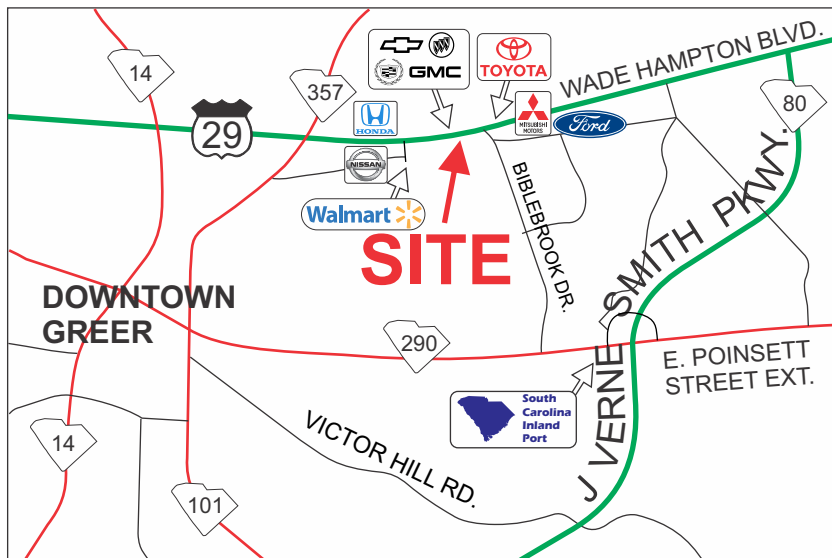 14
357
GMC
TOYOTA
WADE HAMPTON BLVD.
80
29
HONDA
MITSUBISHI
MOTORS
Ford
NISSAN
Walmart
SITE
BIBLEBROOK DR.
J VERNE SMITH PKWY.
DOWNTOWN
GREER
290
E. POINSETT
STREET EXT.
South
Carolina
Inland
Port
VICTOR HILL RD.
14
101